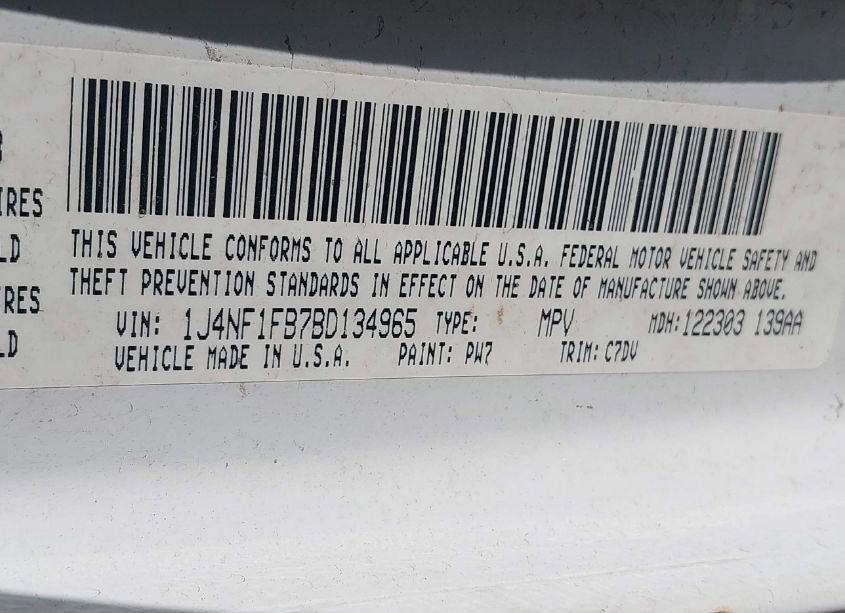 IRES
LD
IRES
LD
THIS VEHICLE CONFORMS TO ALL APPLICABLE U.S.A. FEDERAL MOTOR VEHICLE SAFETY AND
THEFT PREVENTION STANDARDS IN EFFECT ON THE DATE OF MANUFACTURE SHOWN ABOVE.
VIN: 1J4NF1FB7BD134965 TYPE: MPV MDH: 122303 139AA
VEHICLE MADE IN U.S.A. PAINT: PW7 TRIM: C7DV